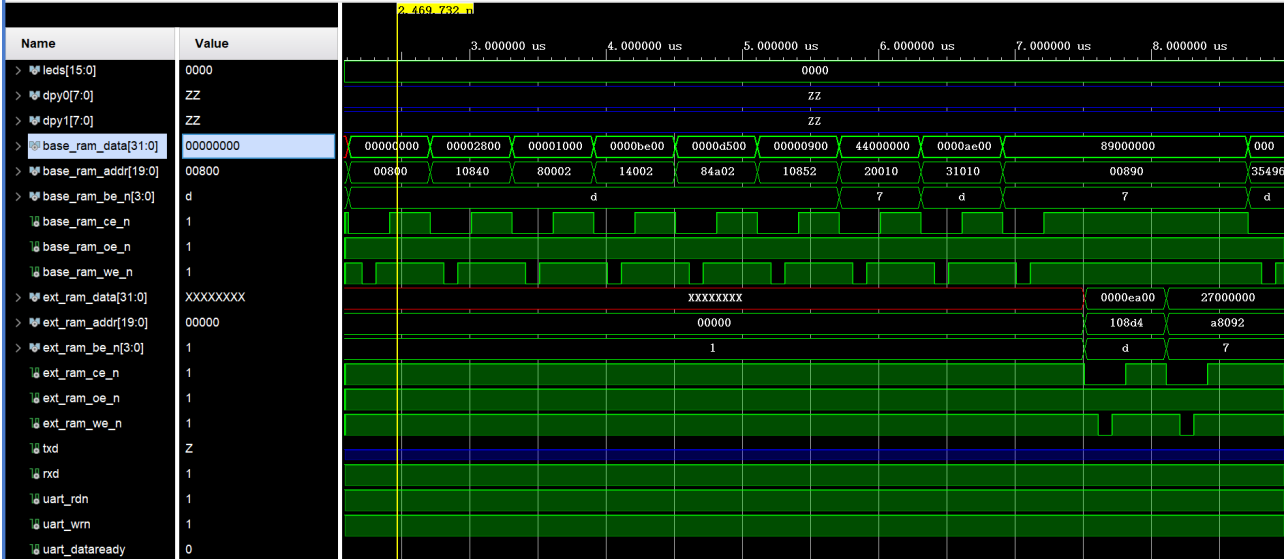 2,469.732 n
Name Value
3.000000 us 4.000000 us 5.000000 us 6.000000 us 7.000000 us 8.000000 us
leds[15:0] 0000 0000
dpy0[7:0] ZZ ZZ
dpy1[7:0] ZZ ZZ
base_ram_data[31:0] 00000000 00000000 00002800 00001000 0000be00 0000d500 00000900 44000000 0000ae00 89000000 000
base_ram_addr[19:0] 00800 00800 10840 80002 14002 84a02 10852 20010 31010 00890 35496
base_ram_be_n[3:0] d d 7 d 7 d
base_ram_ce_n 1
base_ram_oe_n 1
base_ram_we_n 1
ext_ram_data[31:0] XXXXXXXX XXXXXXXX 0000ea00 27000000
ext_ram_addr[19:0] 00000 00000 108d4 a8092
ext_ram_be_n[3:0] 1 1 d 7
ext_ram_ce_n 1
ext_ram_oe_n 1
ext_ram_we_n 1
txd Z
rxd 1
uart_rdn 1
uart_wrn 1
uart_dataready 0